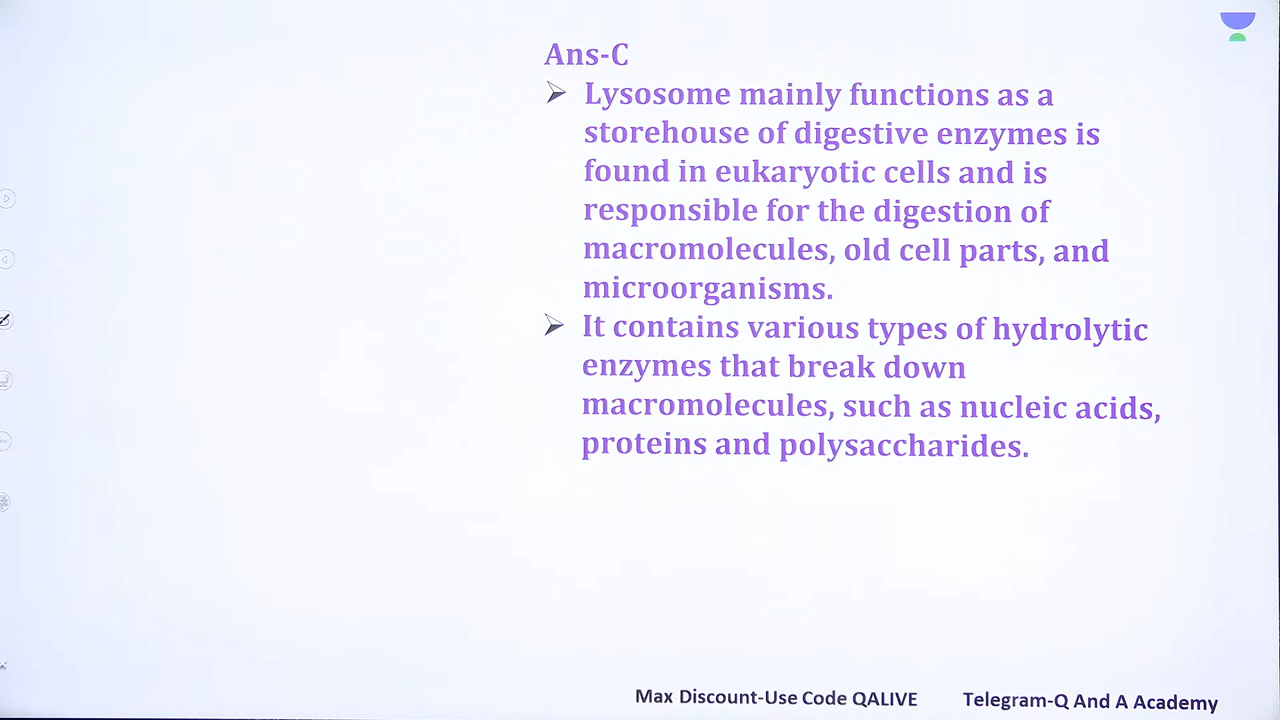 Ans-C
➢ Lysosome mainly functions as a
storehouse of digestive enzymes is
found in eukaryotic cells and is
responsible for the digestion of
macromolecules, old cell parts, and
microorganisms.
➢ It contains various types of hydrolytic
enzymes that break down
macromolecules, such as nucleic acids,
proteins and polysaccharides.
Max Discount-Use Code QALIVE Telegram-Q And A Academy